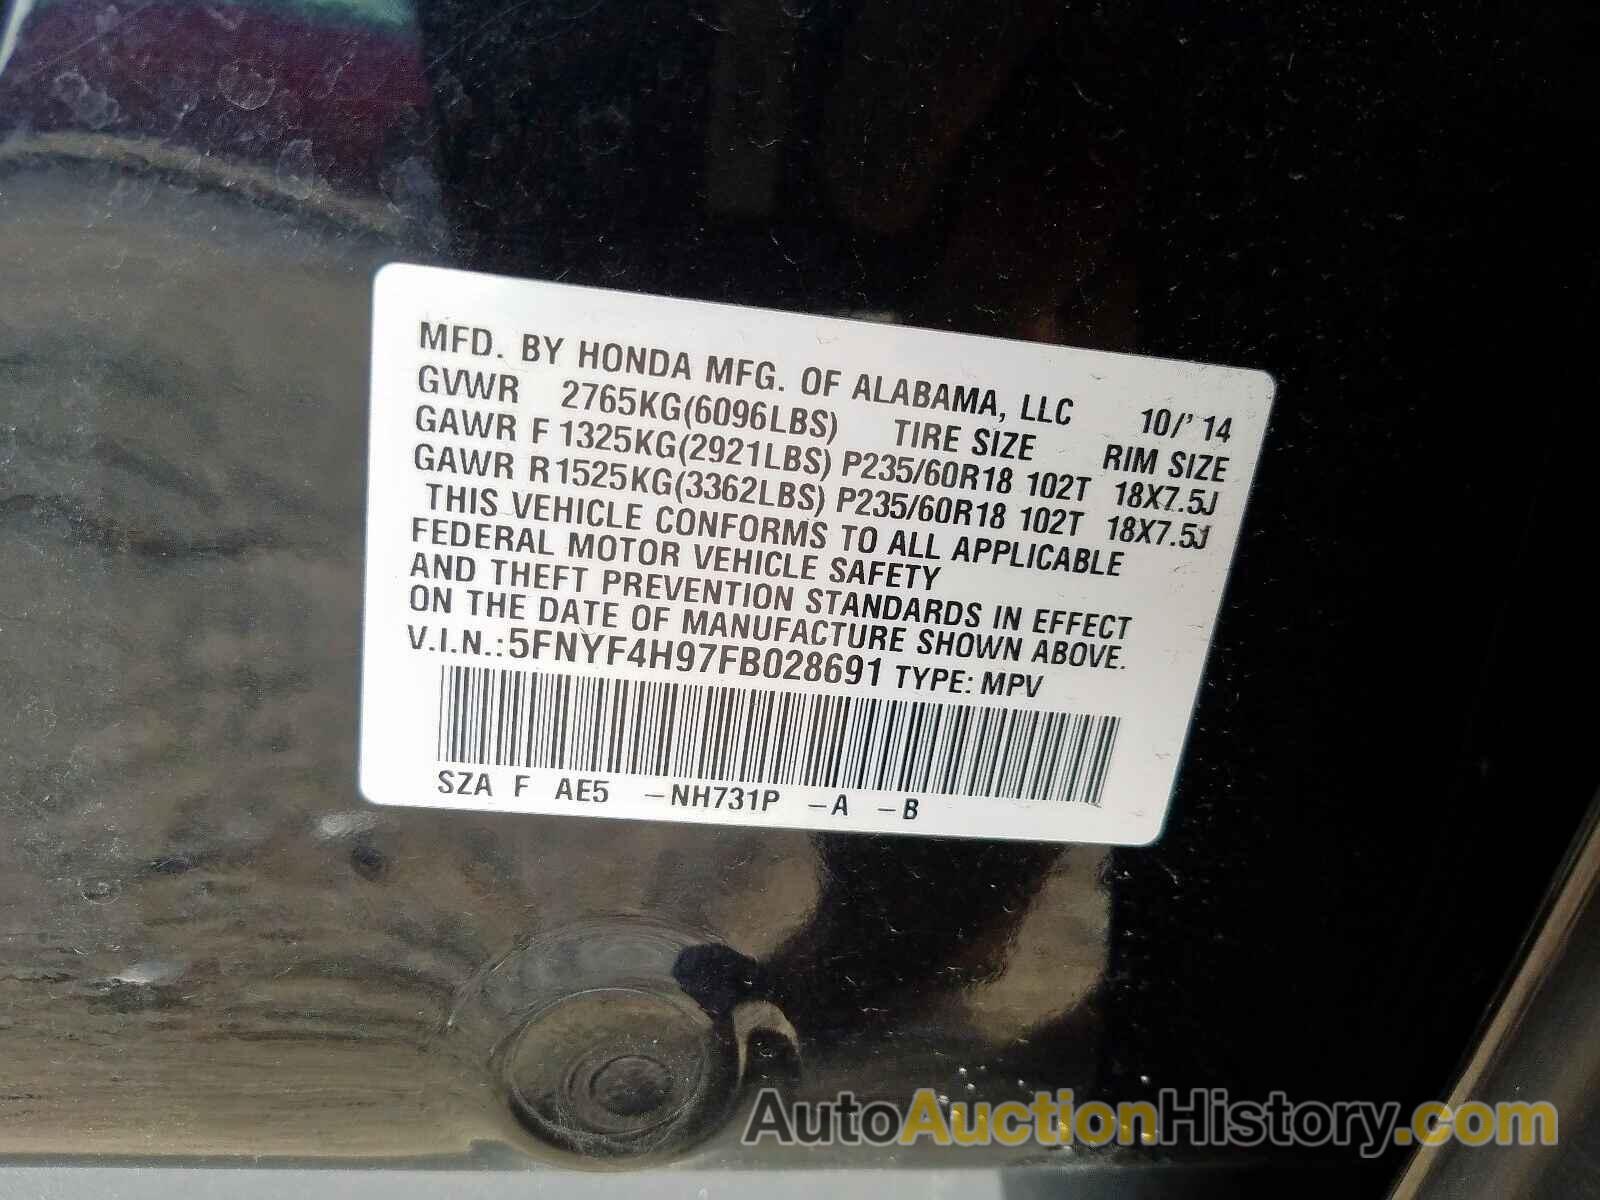 MFD. BY HONDA MFG. OF ALABAMA, LLC 10/'14
GVWR 2765KG(6096LBS) TIRE SIZE RIM SIZE
GAWR F 1325KG(2921LBS) P235/60R18 102T 18X7.5J
GAWR R 1525KG(3362LBS) P235/60R18 102T 18X7.5J
THIS VEHICLE CONFORMS TO ALL APPLICABLE
FEDERAL MOTOR VEHICLE SAFETY
AND THEFT PREVENTION STANDARDS IN EFFECT
ON THE DATE OF MANUFACTURE SHOWN ABOVE.
V.I.N.:5FNYF4H97FB028691 TYPE: MPV
SZA F AE5 -NH731P -A -B
AutoAuctionHistory.com